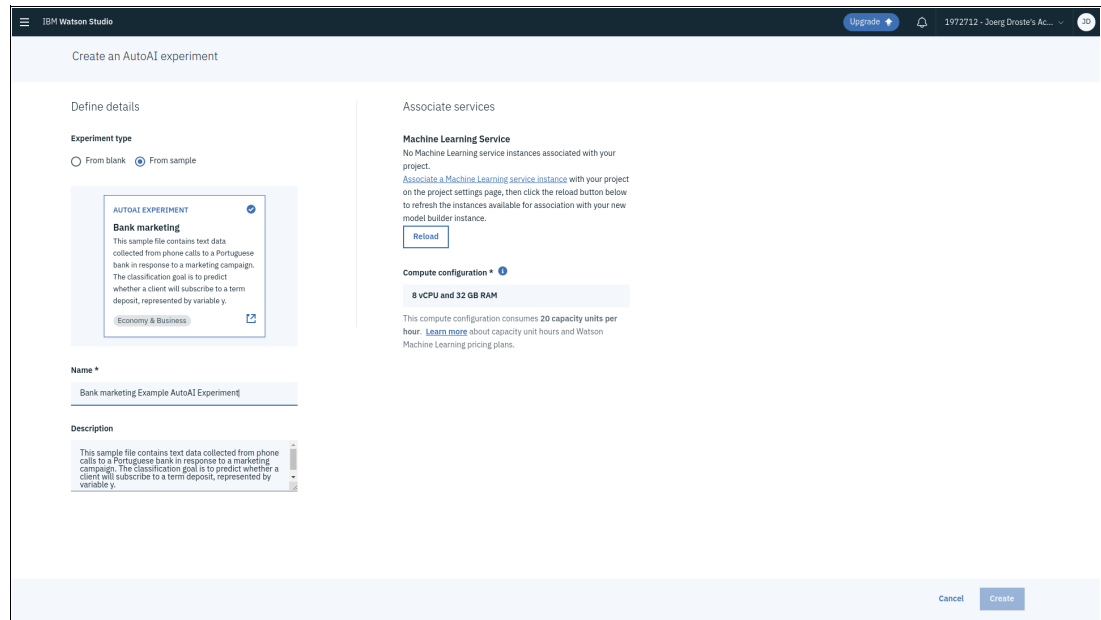 IBM Watson Studio
Upgrade
1972712 - Joerg Droste's Ac...
JD
Create an AutoAI experiment
Define details
Experiment type
From blank
From sample
AUTOAI EXPERIMENT
Bank marketing
This sample file contains text data
collected from phone calls to a Portuguese
bank in response to a marketing campaign.
The classification goal is to predict
whether a client will subscribe to a term
deposit, represented by variable y.
Economy & Business
Name *
Bank marketing Example AutoAI Experiment
Description
This sample file contains text data collected from phone
calls to a Portuguese bank in response to a marketing
campaign. The classification goal is to predict whether a
client will subscribe to a term deposit, represented by
variable y.
Associate services
Machine Learning Service
No Machine Learning service instances associated with your
project.
Associate a Machine Learning service instance with your project
on the project settings page, then click the reload button below
to refresh the instances available for association with your new
model builder instance.
Reload
Compute configuration *
8 vCPU and 32 GB RAM
This compute configuration consumes 20 capacity units per
hour. Learn more about capacity unit hours and Watson
Machine Learning pricing plans.
Cancel
Create